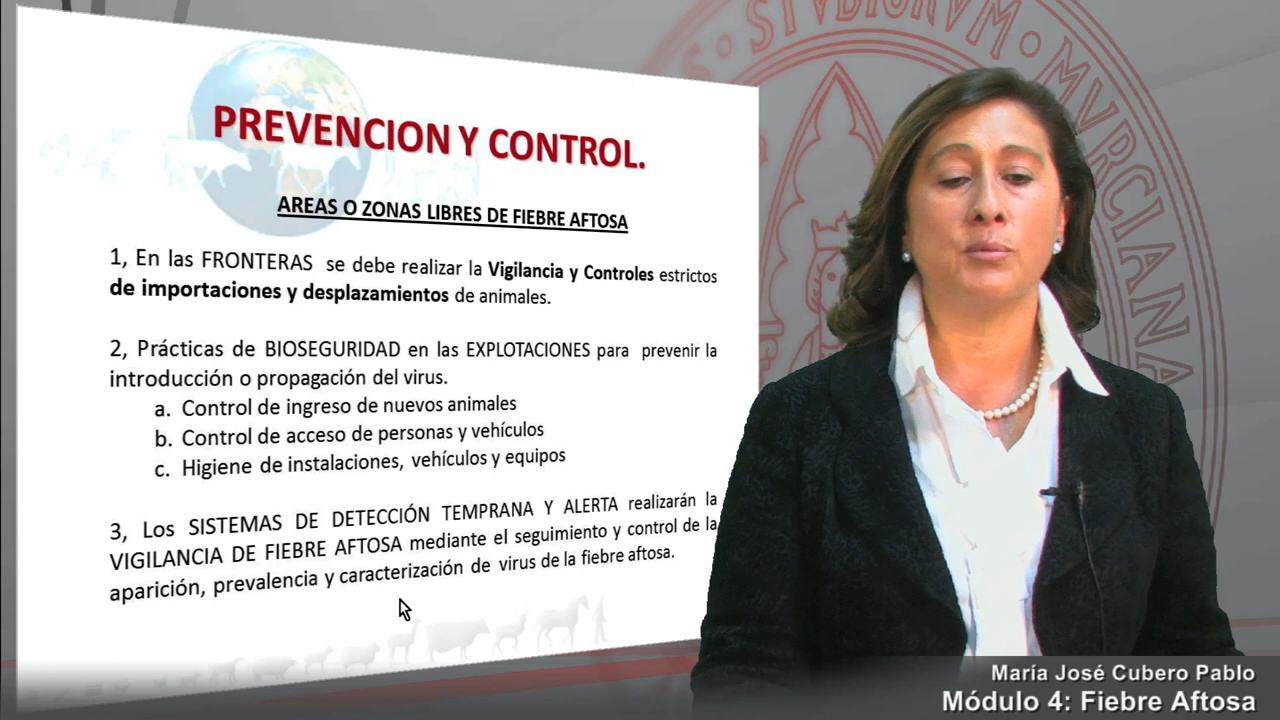 PREVENCION Y CONTROL.
AREAS O ZONAS LIBRES DE FIEBRE AFTOSA
1, En las FRONTERAS se debe realizar la Vigilancia y Controles estrictos
de importaciones y desplazamientos de animales.
2, Prácticas de BIOSEGURIDAD en las EXPLOTACIONES para prevenir la
introducción o propagación del virus.
a. Control de ingreso de nuevos animales
b. Control de acceso de personas y vehículos
c. Higiene de instalaciones, vehículos y equipos
3, Los SISTEMAS DE DETECCIÓN TEMPRANA Y ALERTA realizarán la
VIGILANCIA DE FIEBRE AFTOSA mediante el seguimiento y control de la
aparición, prevalencia y caracterización de virus de la fiebre aftosa.
STVDIORVM · MVRCIANA
María José Cubero Pablo
Módulo 4: Fiebre Aftosa